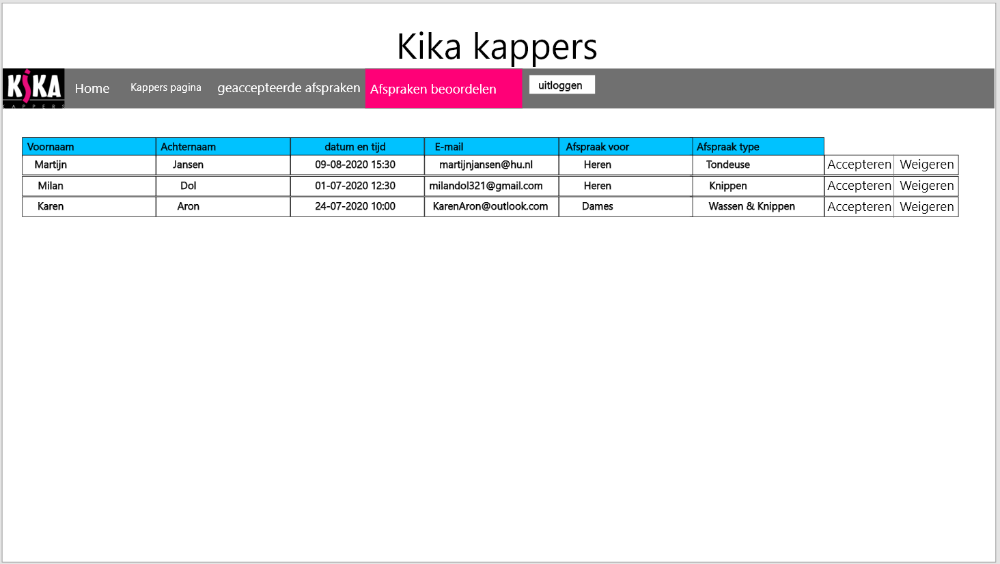 Kika kappers
KiKA
KAPPERS
Home Kappers pagina geaccepteerde afspraken Afspraken beoordelen uitloggen
Voornaam Achternaam datum en tijd E-mail Afspraak voor Afspraak type
Martijn Jansen 09-08-2020 15:30 martijnjansen@hu.nl Heren Tondeuse Accepteren Weigeren
Milan Dol 01-07-2020 12:30 milandol321@gmail.com Heren Knippen Accepteren Weigeren
Karen Aron 24-07-2020 10:00 KarenAron@outlook.com Dames Wassen & Knippen Accepteren Weigeren